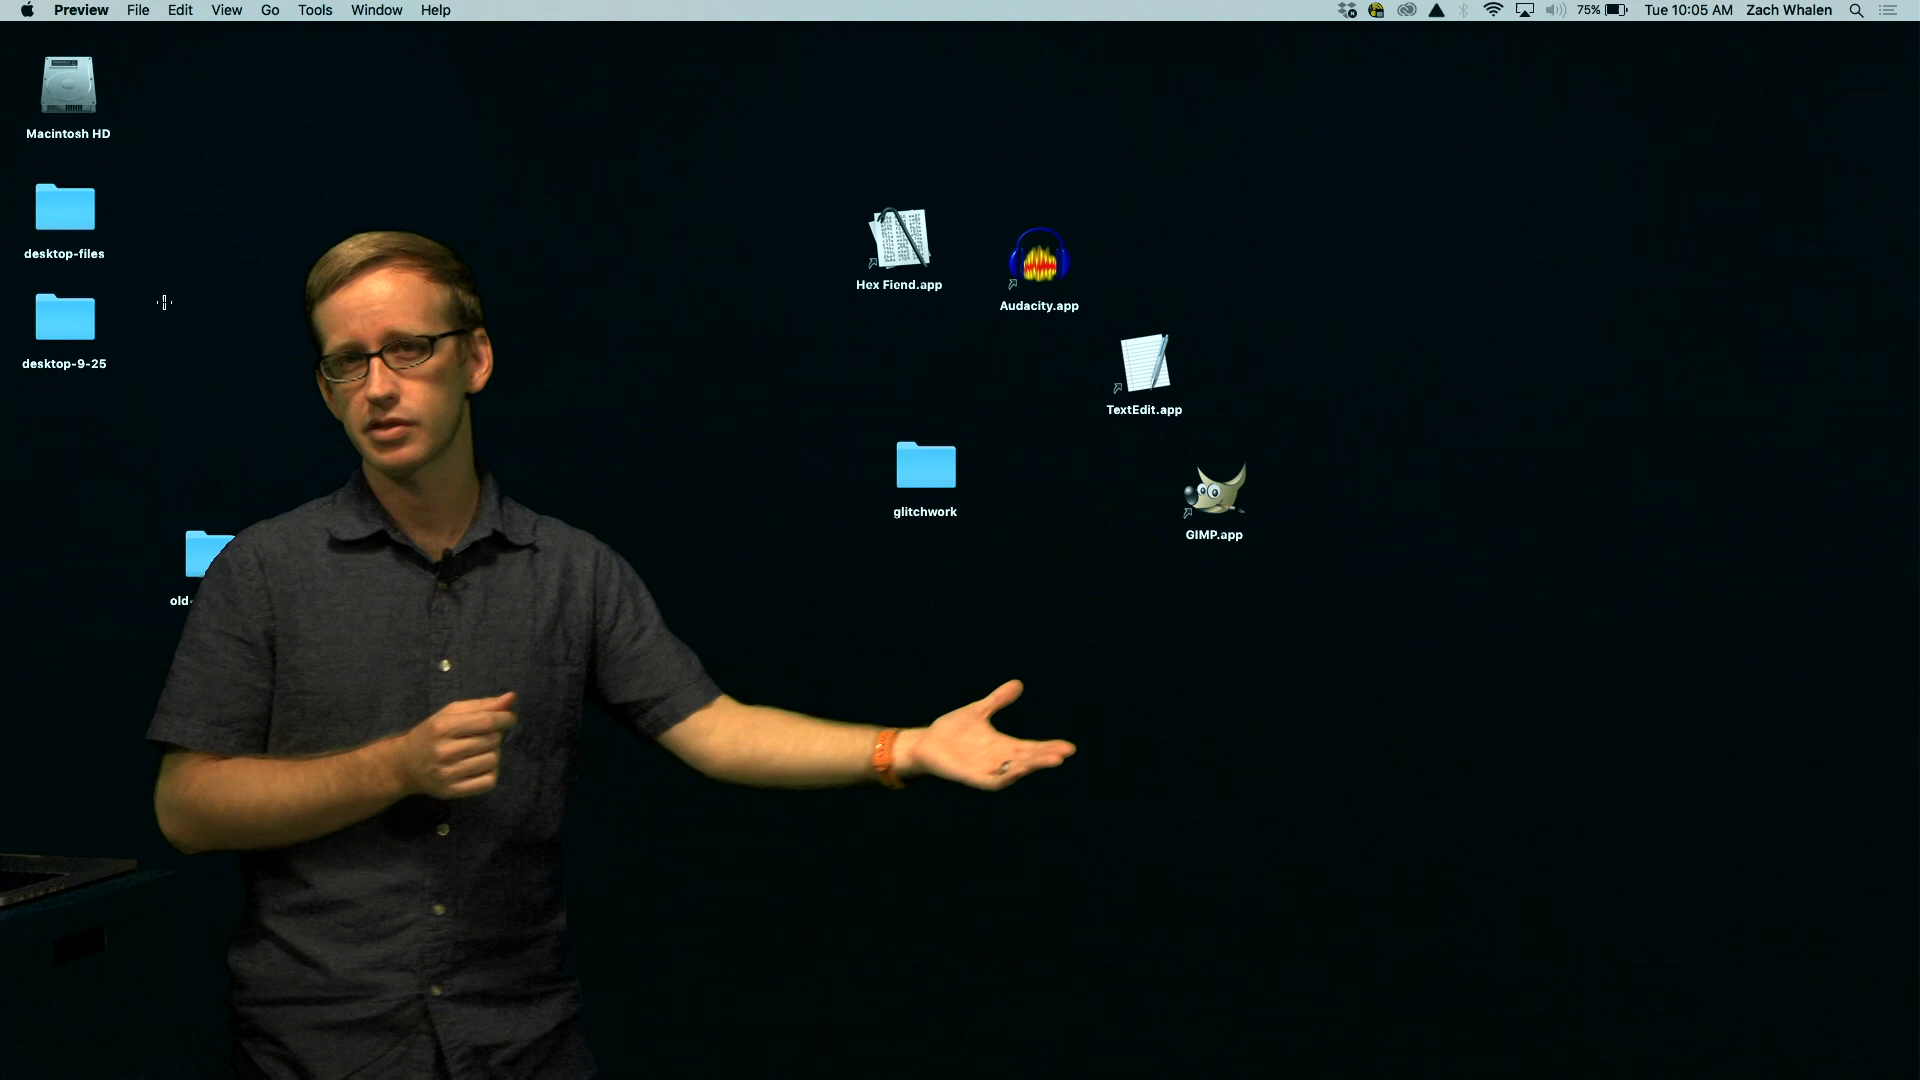 Preview File Edit View Go Tools Window Help 75% Tue 10:05 AM Zach Whalen
Macintosh HD
desktop-files
Hex Fiend.app
Audacity.app
desktop-9-25
TextEdit.app
glitchwork
GIMP.app
old-